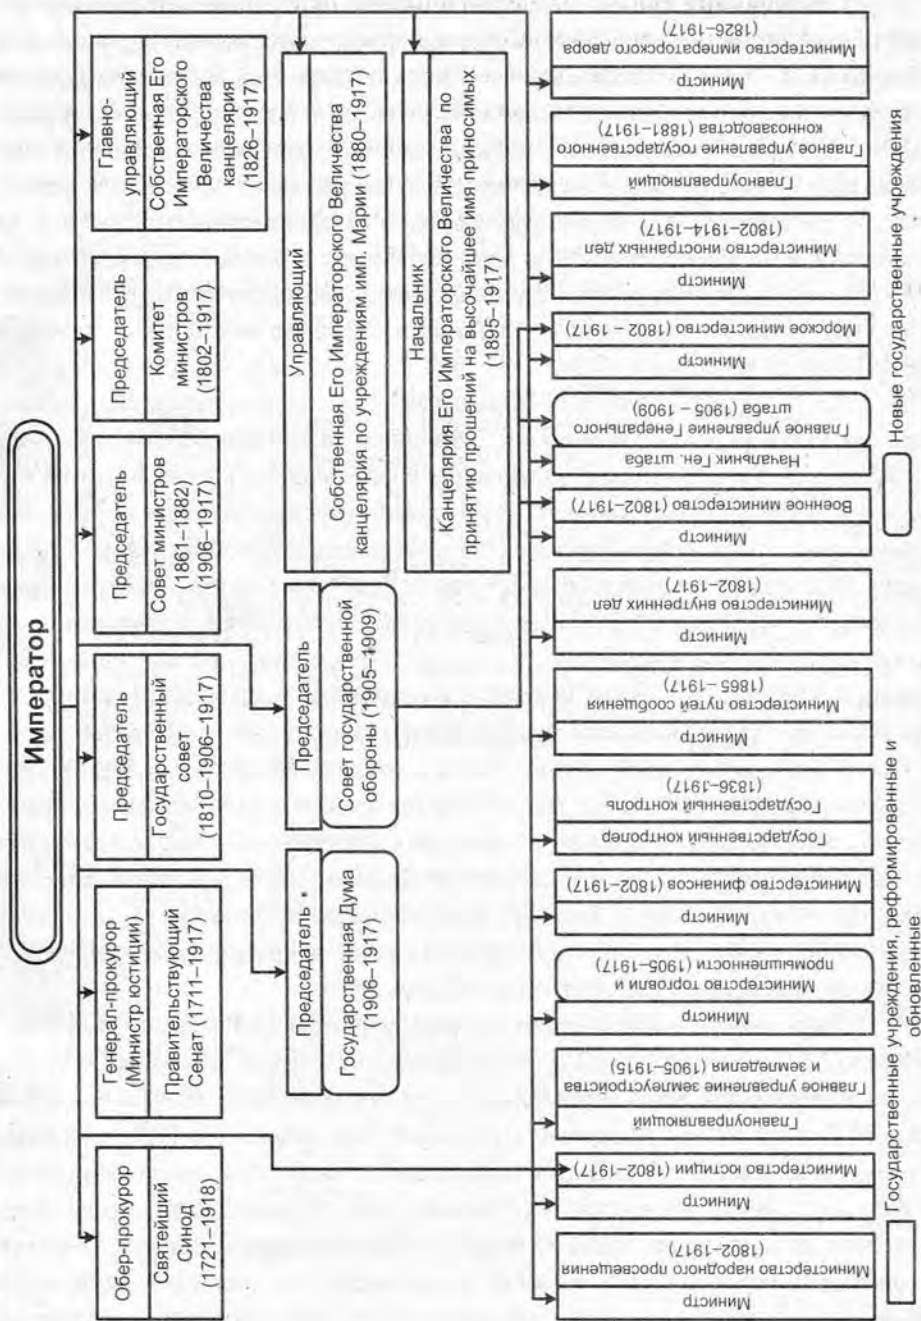 Император
Обер-прокурор
Святейший
Синод
(1721–1918)
Генерал-прокурор
(Министр юстиции)
Правительствующий
Сенат (1711–1917)
Председатель
Государственный
совет
(1810–1906–1917)
Председатель
Совет министров
(1861–1882
(1906–1917)
Председатель
Комитет
министров
(1802–1917)
Главно-
управляющий
Собственная Его
Императоркого
Величества
канцелярия
(1826–1917)
Председатель
Государственная Дума
(1906–1917)
Председатель
Совет государственной
обороны (1905–1909)
Управляющий
Собственная Его Императоркого Величества
канцелярия по учреждениям имп. Марии (1880–1917)
Начальник
Канцелярия Его Императорского Величества по
принятию прошений на высочайшее имя приносимых
(1895–1917)
Министр
Министерство народного просвещения
(1802–1917)
Министр
Министерство юстиции (1802–1917)
Главноуправляющий
Главное управление землеустройства
и земледелия (1905–1915)
Министр
Министерство торговли и
промышленности (1905–1917)
Министр
Министерство финансов (1802–1917)
Государственный контролер
Государственный контроль
(1836–1917)
Министр
Министерство путей сообщения
(1865–1917)
Министр
Министерство внутренних дел
(1802–1917)
Министр
Военное министерство (1802–1917)
Начальник Ген. штаба
Главное управление Генерального
штаба (1905 – 1909)
Министр
Морское министерство (1802 – 1917)
Министр
Министерство иностранных дел
(1802–1914–1917)
Главноуправляющий
Главное управление государственного
коннозаводства (1881–1917)
Министр
Министерство императорского двора
(1826–1917)
Государственные учреждения, реформированные и
обновленные
Новые государственные учреждения